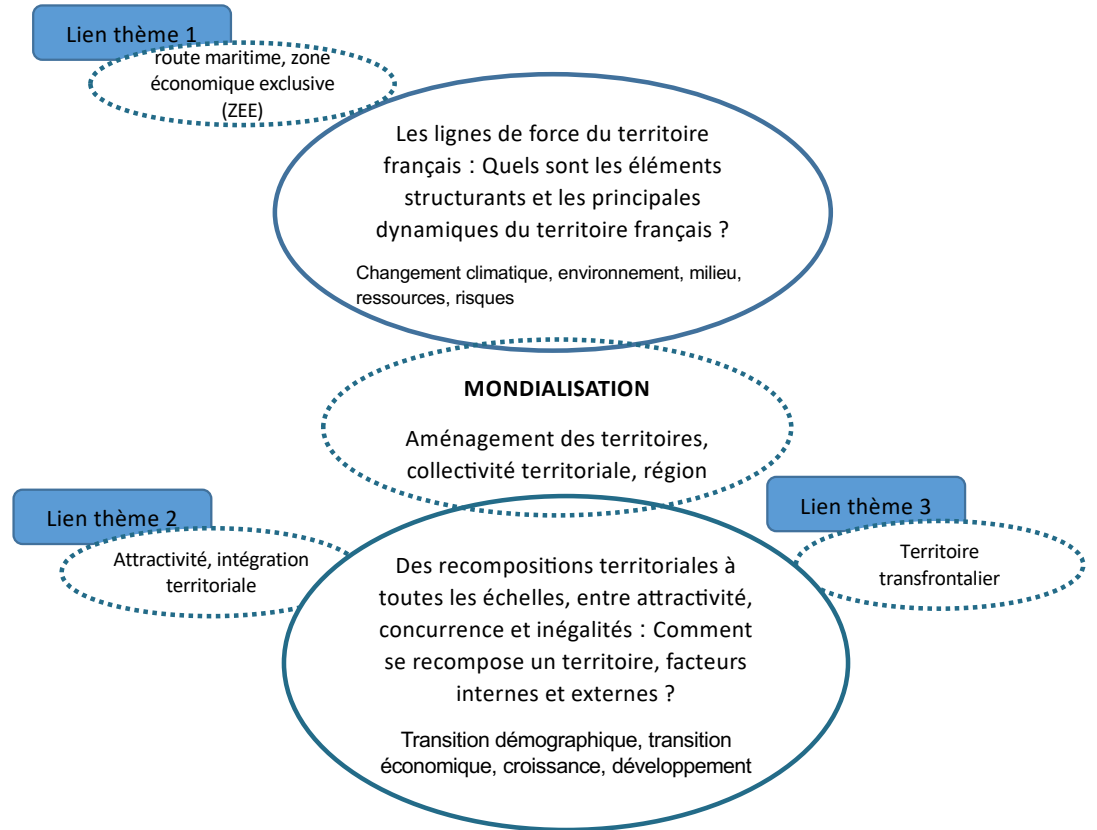 Lien thème 1
route maritime, zone
économique exclusive
(ZEE)
Les lignes de force du territoire
français : Quels sont les éléments
structurants et les principales
dynamiques du territoire français ?
Changement climatique, environnement, milieu,
ressources, risques
MONDIALISATION
Aménagement des territoires,
collectivité territoriale, région
Lien thème 2
Attractivité, intégration
territoriale
Lien thème 3
Territoire
transfrontalier
Des recompositions territoriales à
toutes les échelles, entre attractivité,
concurrence et inégalités : Comment
se recompose un territoire, facteurs
internes et externes ?
Transition démographique, transition
économique, croissance, développement